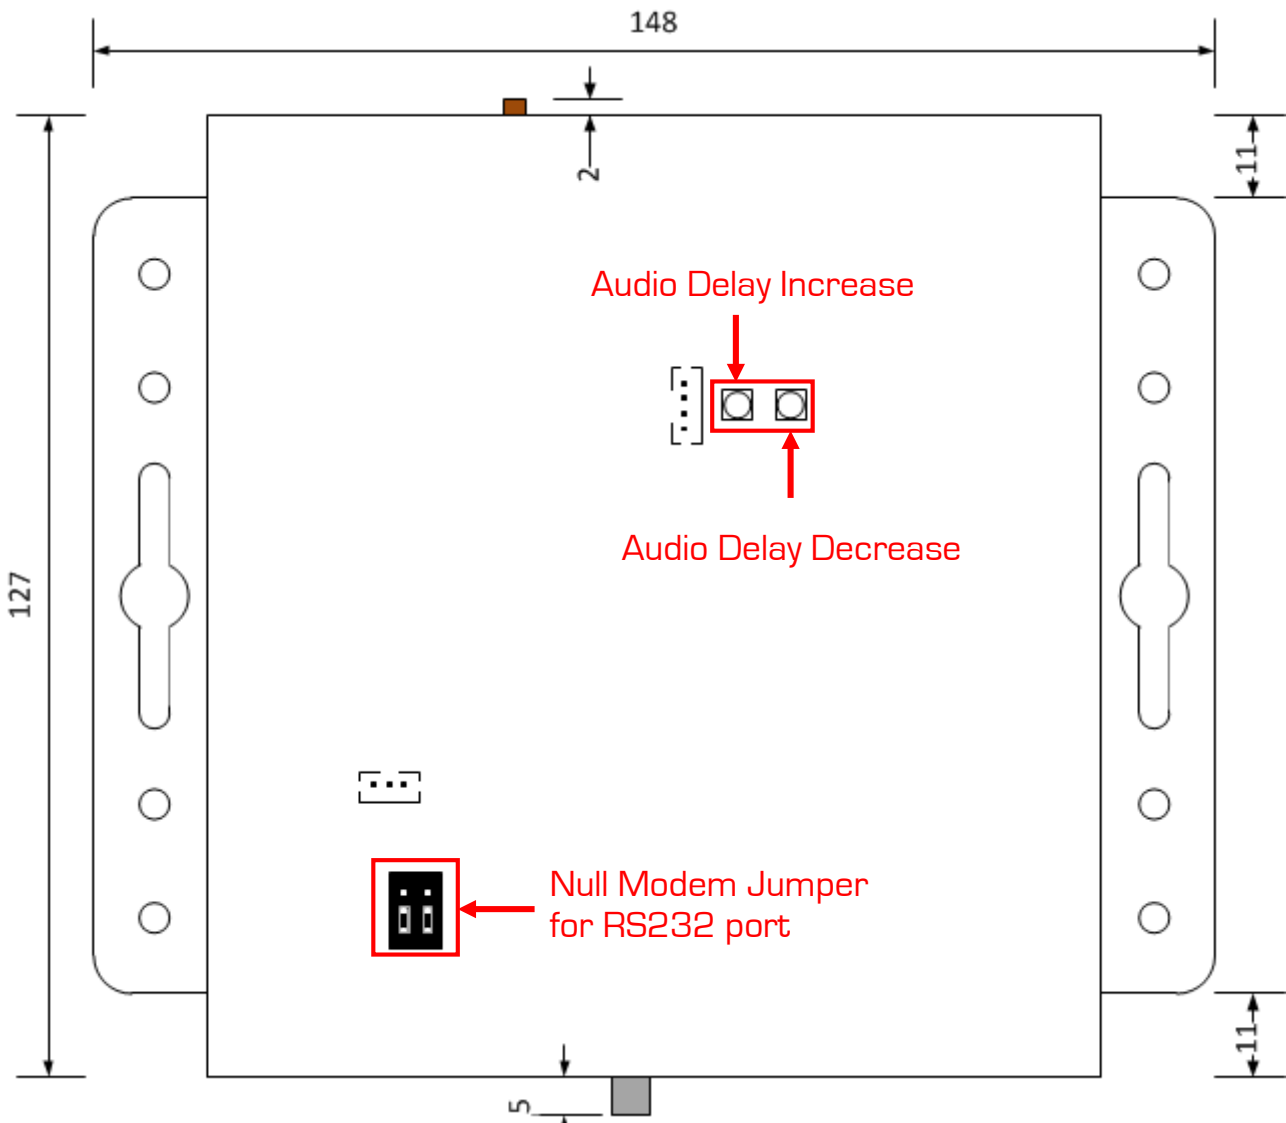 148
2
11
Audio Delay Increase
Audio Delay Decrease
127
Null Modem Jumper
for RS232 port
11
5